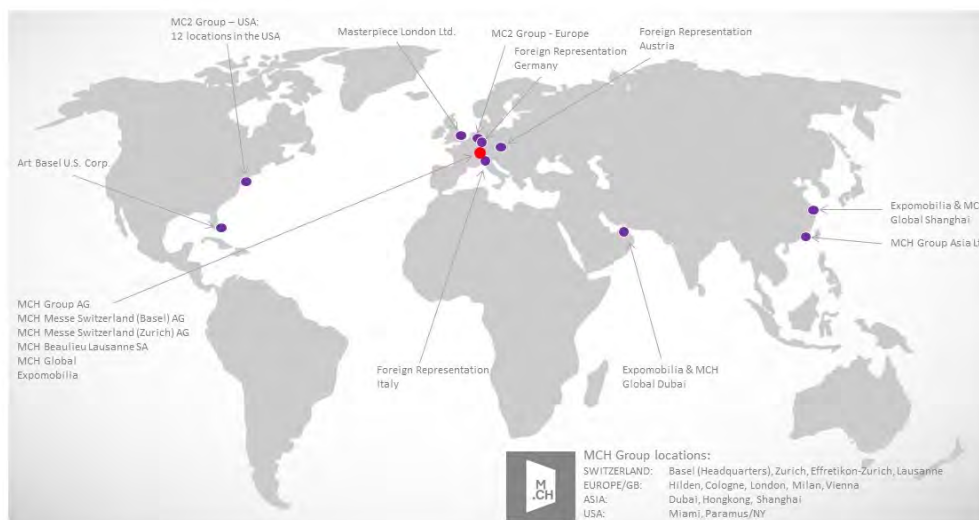 MC2 Group – USA:
12 locations in the USA
Masterpiece London Ltd.
MC2 Group - Europe
Foreign Representation
Germany
Foreign Representation
Austria
Art Basel U.S. Corp.
Expomobilia & MC
Global Shanghai
MCH Group Asia Lt
MCH Group AG
MCH Messe Switzerland (Basel) AG
MCH Messe Switzerland (Zurich) AG
MCH Beaulieu Lausanne SA
MCH Global
Expomobilia
Foreign Representation
Italy
Expomobilia & MCH
Global Dubai
M
.CH
MCH Group locations:
SWITZERLAND: Basel (Headquarters), Zurich, Effretikon-Zurich, Lausanne
EUROPE/GB: Hilden, Cologne, London, Milan, Vienna
ASIA: Dubai, Hongkong, Shanghai
USA: Miami, Paramus/NY